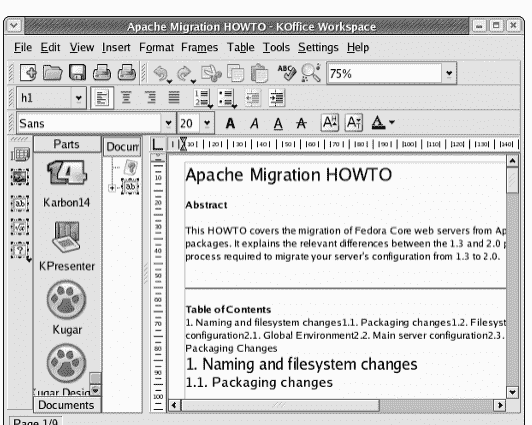 Apache Migration HOWTO - KOffice Workspace
File Edit View Insert Format Frames Table Tools Settings Help
ABC 75%
h1
Sans 20 A A A A A A A
Parts Docum
Karbon14
KPresenter
Kugar
Kugar Desig
Documents
Apache Migration HOWTO
Abstract
This HOWTO covers the migration of Fedora Core web servers from Ap
packages. It explains the relevant differences between the 1.3 and 2.0 p
process required to migrate your server's configuration from 1.3 to 2.0.
Table of Contents
1. Naming and filesystem changes1.1. Packaging changes1.2. Filesyst
configuration2.1. Global Environment2.2. Main server configuration2.3.
Packaging Changes
1. Naming and filesystem changes
1.1. Packaging changes
Page 1/9